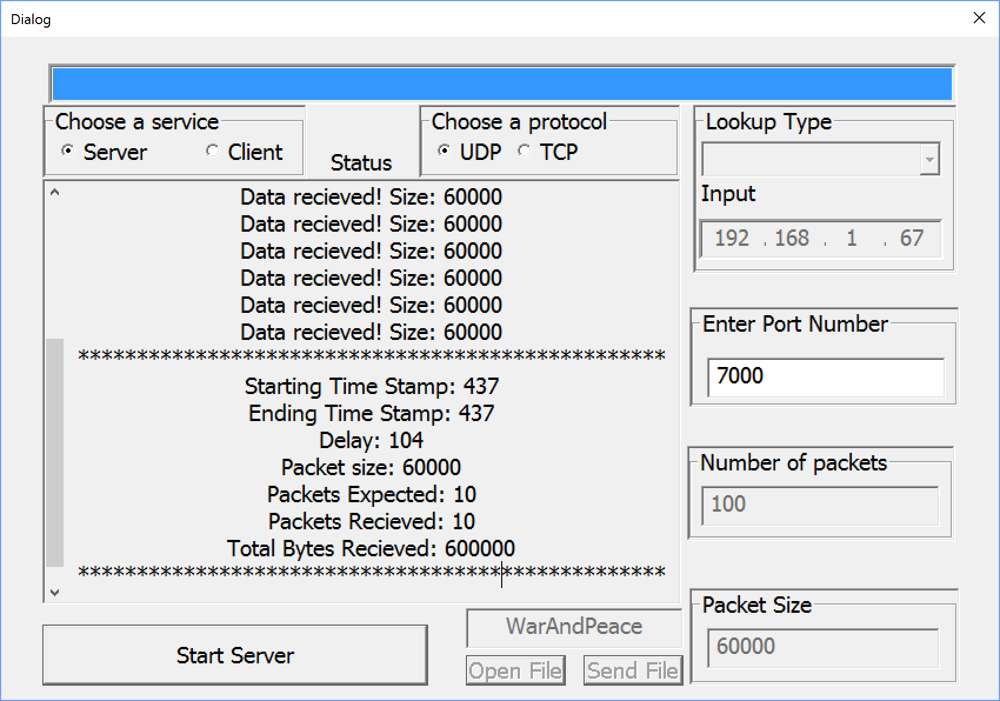 Dialog
Choose a service
Server Client
Status
Choose a protocol
UDP TCP
Lookup Type
Input
192 . 168 . 1 . 67
Data recieved! Size: 60000
Data recieved! Size: 60000
Data recieved! Size: 60000
Data recieved! Size: 60000
Data recieved! Size: 60000
Data recieved! Size: 60000
**************************************************
Starting Time Stamp: 437
Ending Time Stamp: 437
Delay: 104
Packet size: 60000
Packets Expected: 10
Packets Recieved: 10
Total Bytes Recieved: 600000
**************************************************
Enter Port Number
7000
Number of packets
100
Packet Size
60000
Start Server
WarAndPeace
Open File Send File